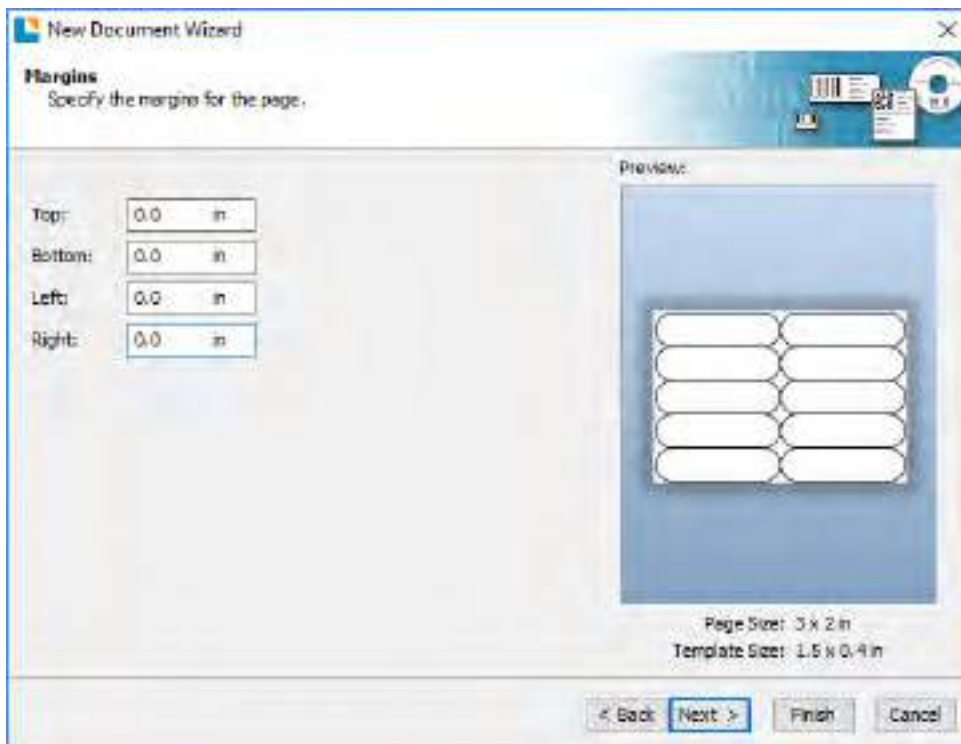 New Document Wizard
Margins
Specify the margins for the page.
Preview:
Top: 0.0 in
Bottom: 0.0 in
Left: 0.0 in
Right: 0.0 in
Page Size: 3 x 2 in
Template Size: 1.5 x 0.4 in
< Back Next > Finish Cancel